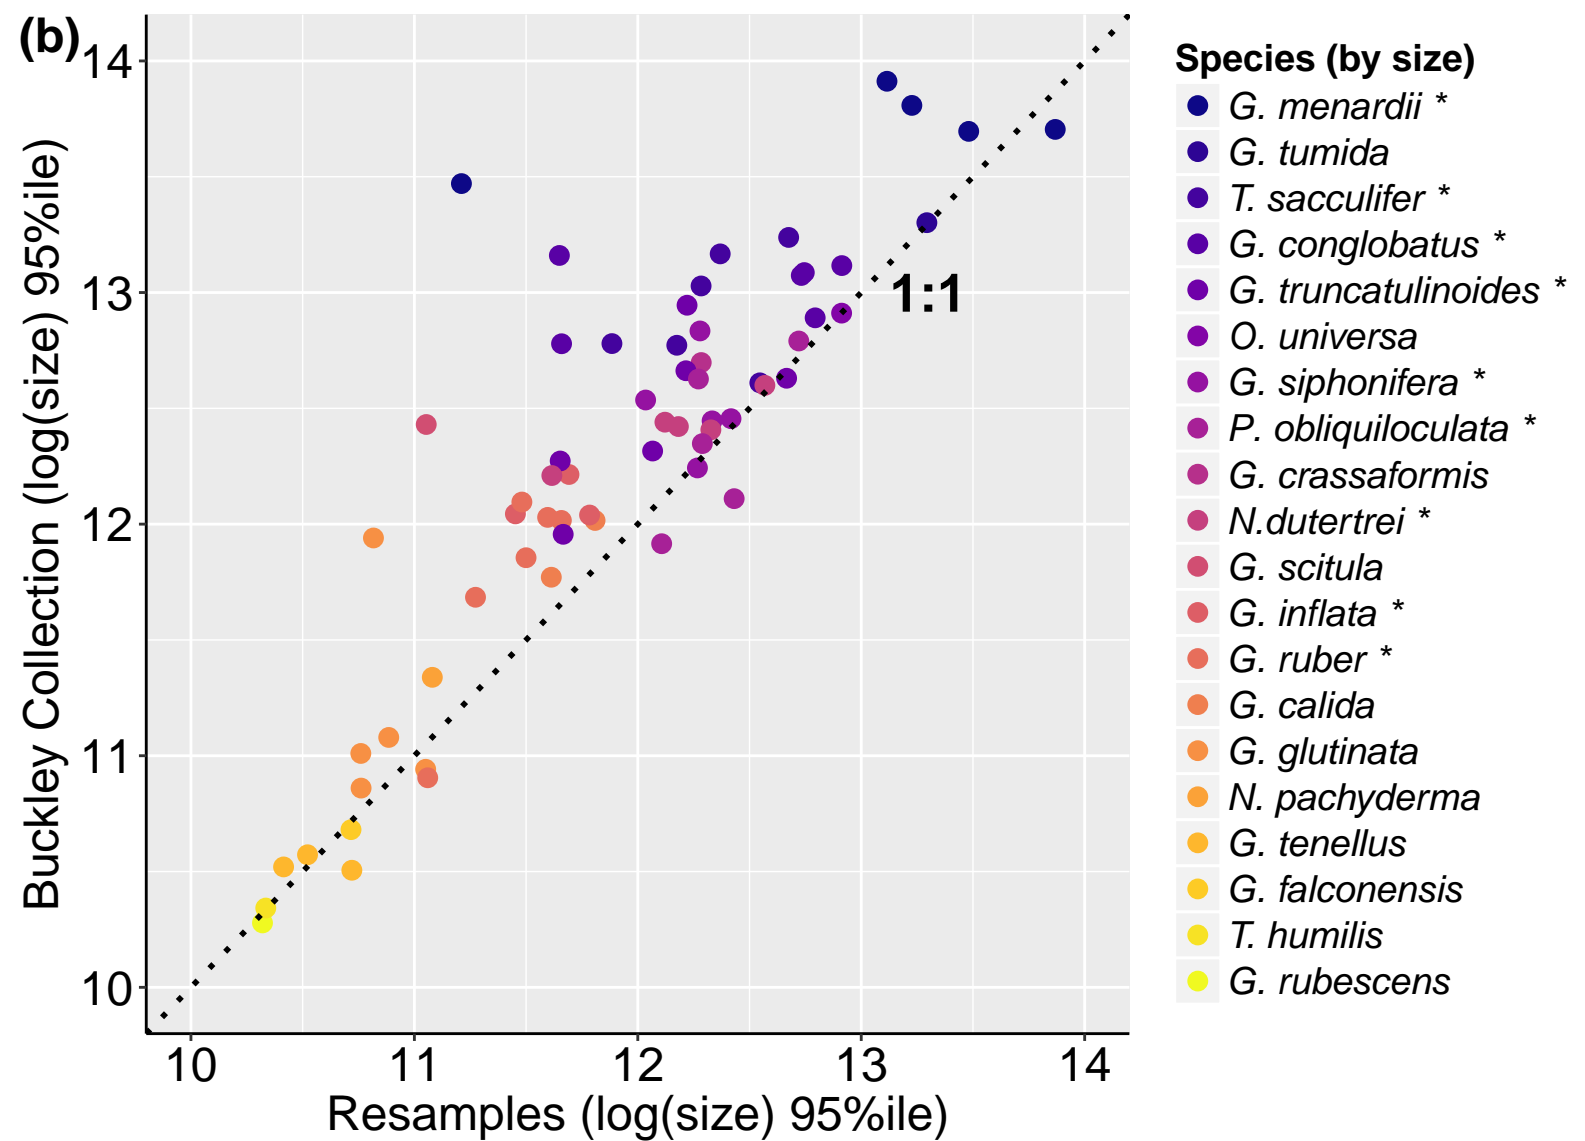 (b)
14
13
12
11
10
Buckley Collection (log(size) 95%ile)
1:1
10 11 12 13 14
Resamples (log(size) 95%ile)
Species (by size)
G. menardii *
G. tumida
T. sacculifer *
G. conglobatus *
G. truncatulinoides *
O. universa
G. siphonifera *
P. obliquiloculata *
G. crassaformis
N.dutertrei *
G. scitula
G. inflata *
G. ruber *
G. calida
G. glutinata
N. pachyderma
G. tenellus
G. falconensis
T. humilis
G. rubescens